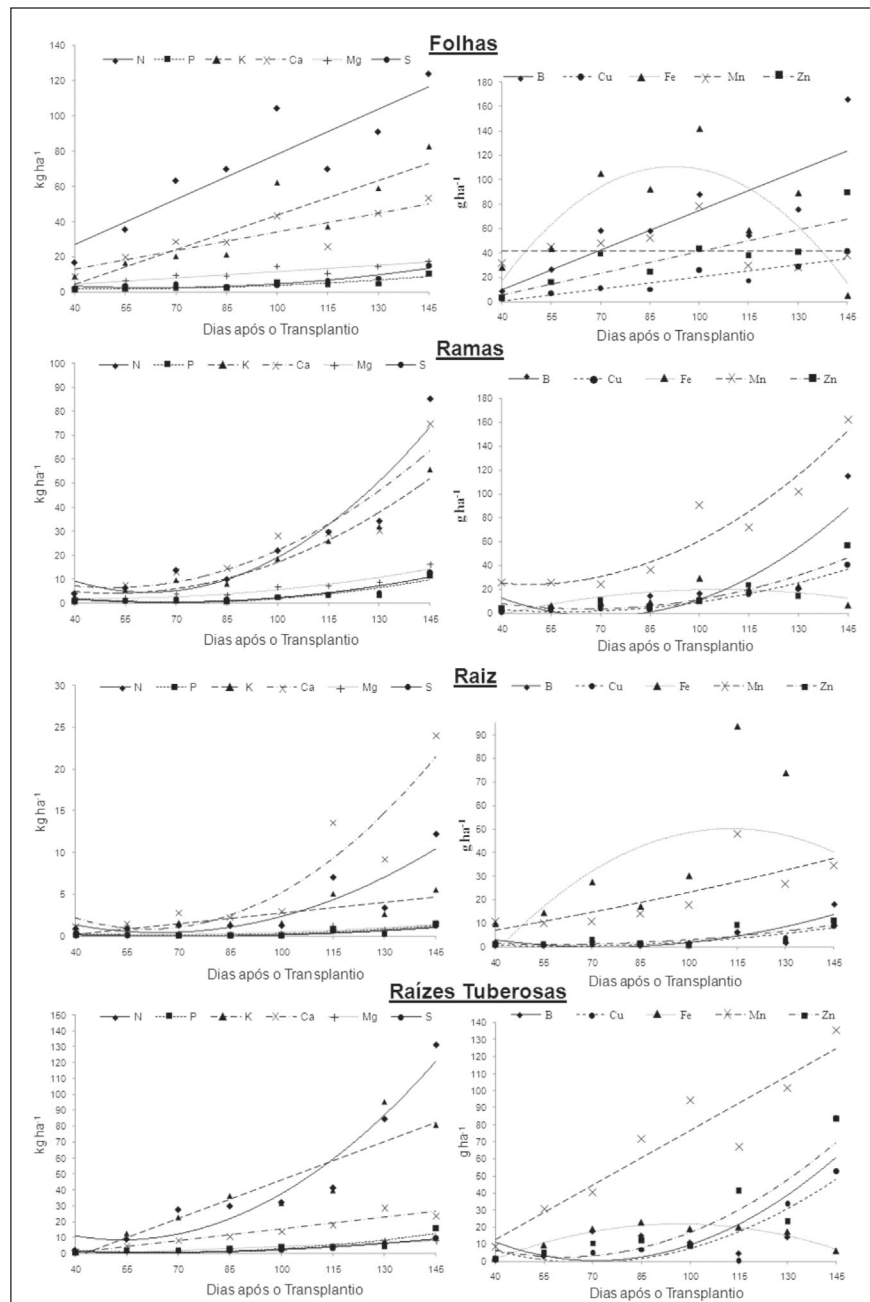 Folhas
N P K Ca Mg S
140
120
100
80
60
40
20
0
kg ha-1
40 55 70 85 100 115 130 145
Dias após o Transplantio
B Cu Fe Mn Zn
180
160
140
120
100
80
60
40
20
0
g ha-1
40 55 70 85 100 115 130 145
Dias após o Transplantio
Ramas
N P K Ca Mg S
100
90
80
70
60
50
40
30
20
10
0
kg ha-1
40 55 70 85 100 115 130 145
Dias após o Transplantio
B Cu Fe Mn Zn
200
180
160
140
120
100
80
60
40
20
0
g ha-1
40 55 70 85 100 115 130 145
Dias após o Transplantio
Raiz
N P K Ca Mg S
30
25
20
15
10
5
0
kg ha-1
40 55 70 85 100 115 130 145
Dias após o Transplantio
B Cu Fe Mn Zn
90
80
70
60
50
40
30
20
10
0
g ha-1
40 55 70 85 100 115 130 145
Dias após o Transplantio
Raízes Tuberosas
N P K Ca Mg S
150
140
130
120
110
100
90
80
70
60
50
40
30
20
10
0
kg ha-1
40 55 70 85 100 115 130 145
Dias após o Transplantio
B Cu Fe Mn Zn
140
130
120
110
100
90
80
70
60
50
40
30
20
10
0
g ha-1
40 55 70 85 100 115 130 145
Dias após o Transplantio